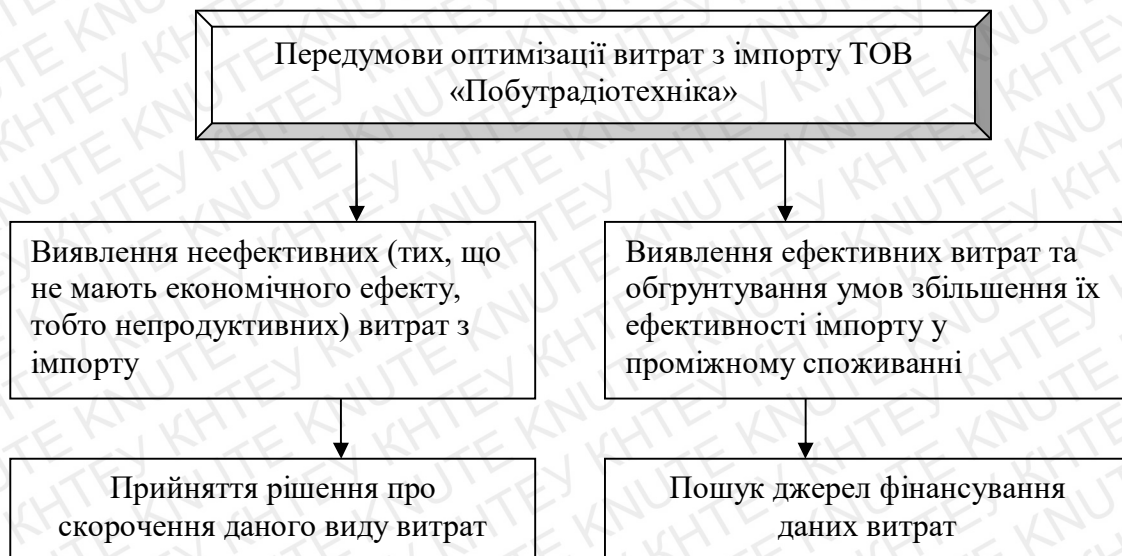 Передумови оптимізації витрат з імпорту ТОВ
«Побутрадіотехніка»
Виявлення неефективних (тих, що
не мають економічного ефекту,
тобто непродуктивних) витрат з
імпорту
Виявлення ефективних витрат та
обгрунтування умов збільшення їх
ефективності імпорту у
проміжному споживанні
Прийняття рішення про
скорочення даного виду витрат
Пошук джерел фінансування
даних витрат